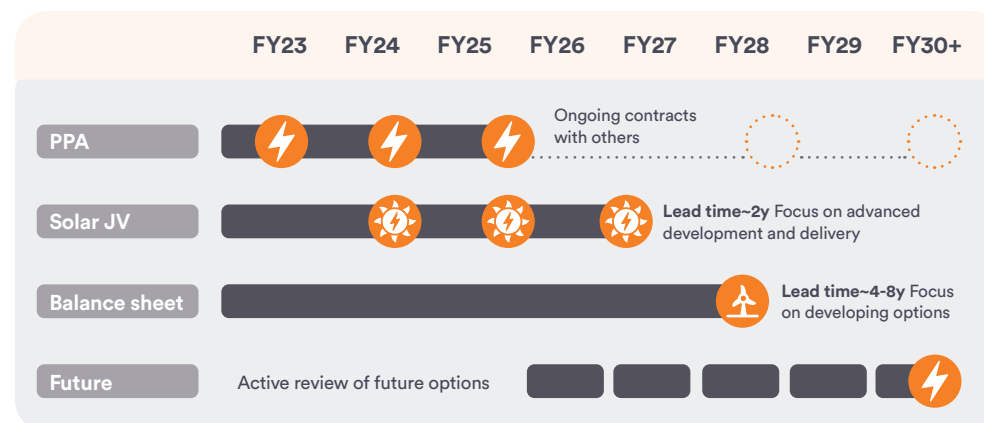 FY23 FY24 FY25 FY26 FY27 FY28 FY29 FY30+
PPA
Ongoing contracts
with others
Solar JV
Lead time~2y Focus on advanced
development and delivery
Balance sheet
Lead time~4-8y Focus
on developing options
Future
Active review of future options